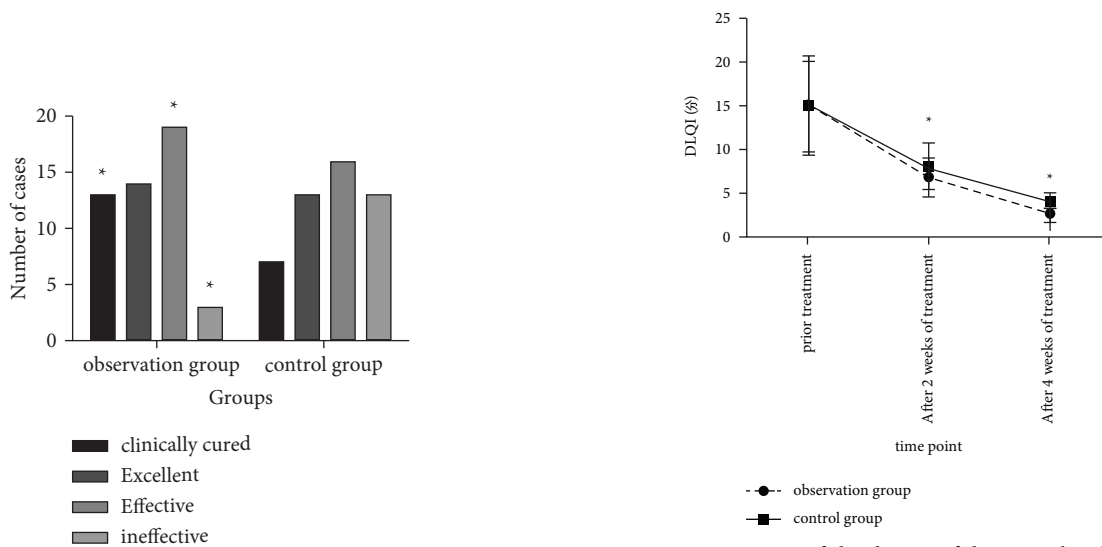 Number of cases
20
15
10
5
0
*
*
*
observation group
control group
Groups
clinically cured
Excellent
Effective
ineffective
DLQI (分)
25
20
15
10
5
0
*
*
prior treatment
After 2 weeks of treatment
After 4 weeks of treatment
time point
observation group
control group